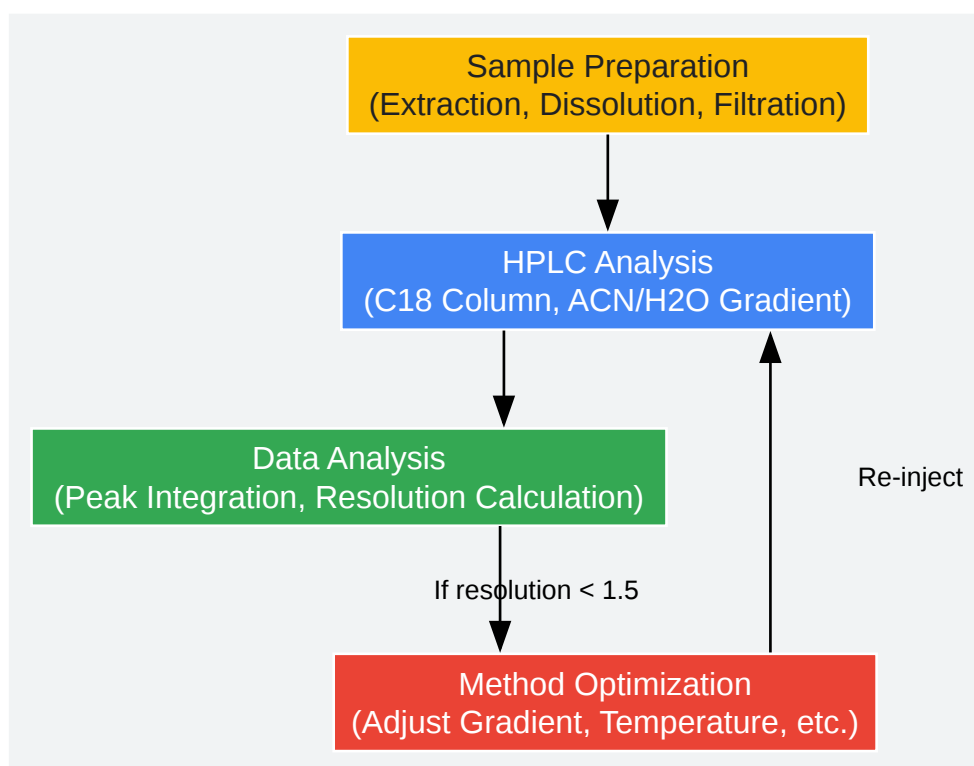 Sample Preparation
(Extraction, Dissolution, Filtration)
HPLC Analysis
(C18 Column, ACN/H2O Gradient)
Data Analysis
(Peak Integration, Resolution Calculation)
Re-inject
If resolution < 1.5
Method Optimization
(Adjust Gradient, Temperature, etc.)